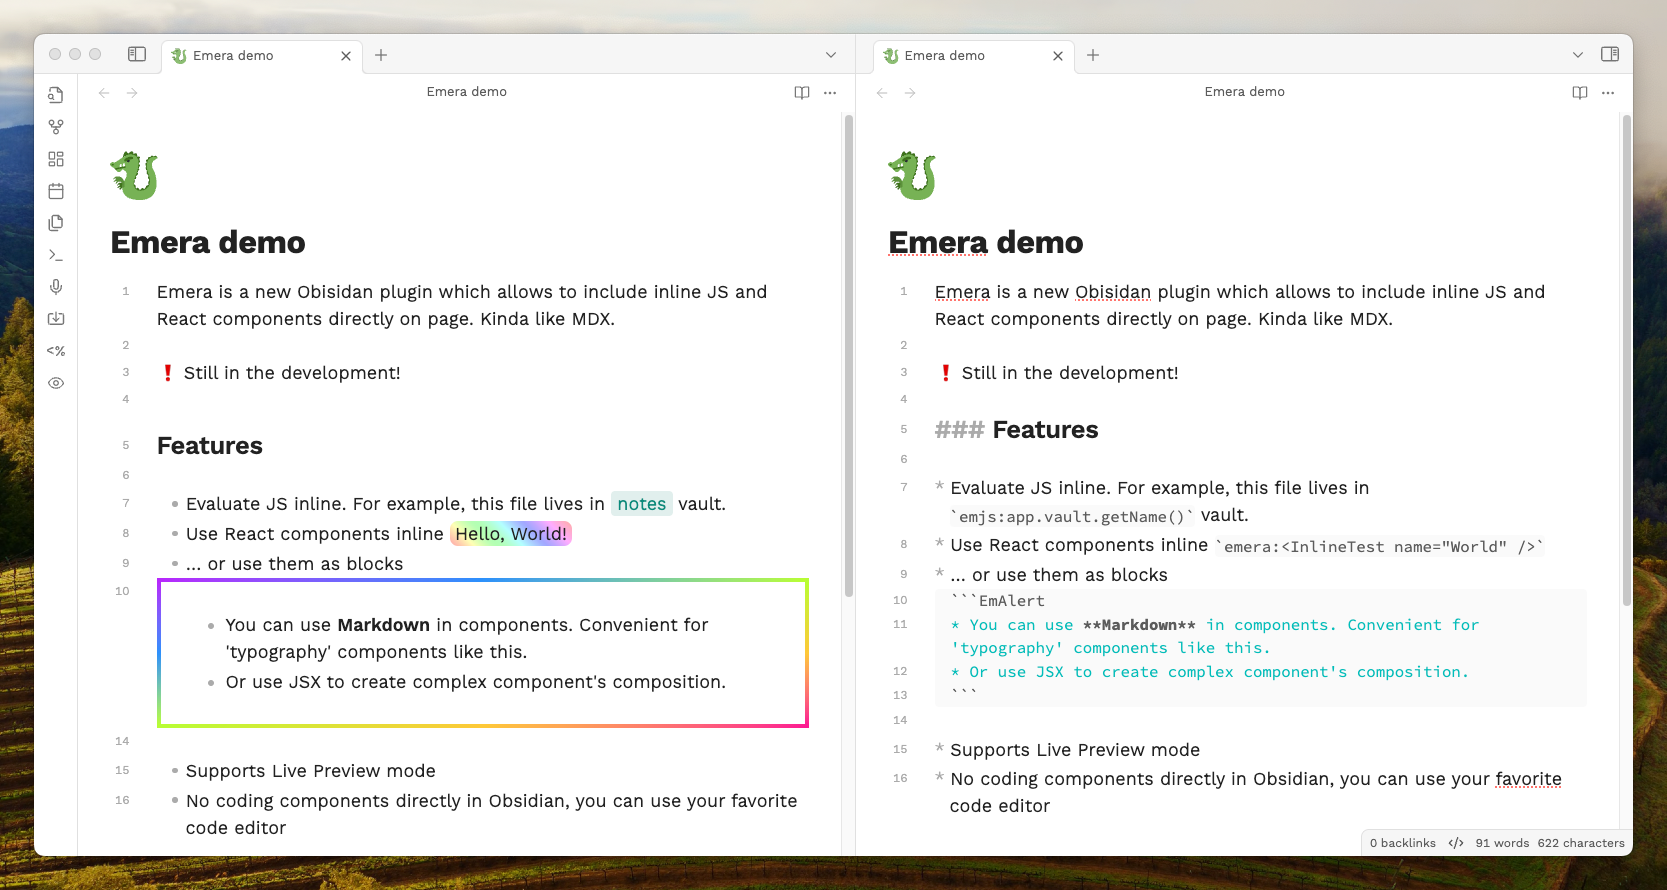 Emera demo
Emera demo
Emera demo
Emera demo
<%
Emera demo
1 Emera is a new Obisidan plugin which allows to include inline JS and
React components directly on page. Kinda like MDX.
2
3 ❗ Still in the development!
4
5 Features
6
7 • Evaluate JS inline. For example, this file lives in notes vault.
8 • Use React components inline Hello, World!
9 • ... or use them as blocks
10
• You can use Markdown in components. Convenient for
'typography' components like this.
• Or use JSX to create complex component's composition.
14
15 • Supports Live Preview mode
16 • No coding components directly in Obsidian, you can use your favorite
code editor
Emera demo
1 Emera is a new Obisidan plugin which allows to include inline JS and
React components directly on page. Kinda like MDX.
2
3 ❗ Still in the development!
4
5 ### Features
6
7 * Evaluate JS inline. For example, this file lives in
`emjs:app.vault.getName()` vault.
8 * Use React components inline `emera:<InlineTest name="World" />`
9 * ... or use them as blocks
10 ```EmAlert
11 * You can use **Markdown** in components. Convenient for
'typography' components like this.
12 * Or use JSX to create complex component's composition.
13 ```
14
15 * Supports Live Preview mode
16 * No coding components directly in Obsidian, you can use your favorite
code editor
0 backlinks </> 91 words 622 characters